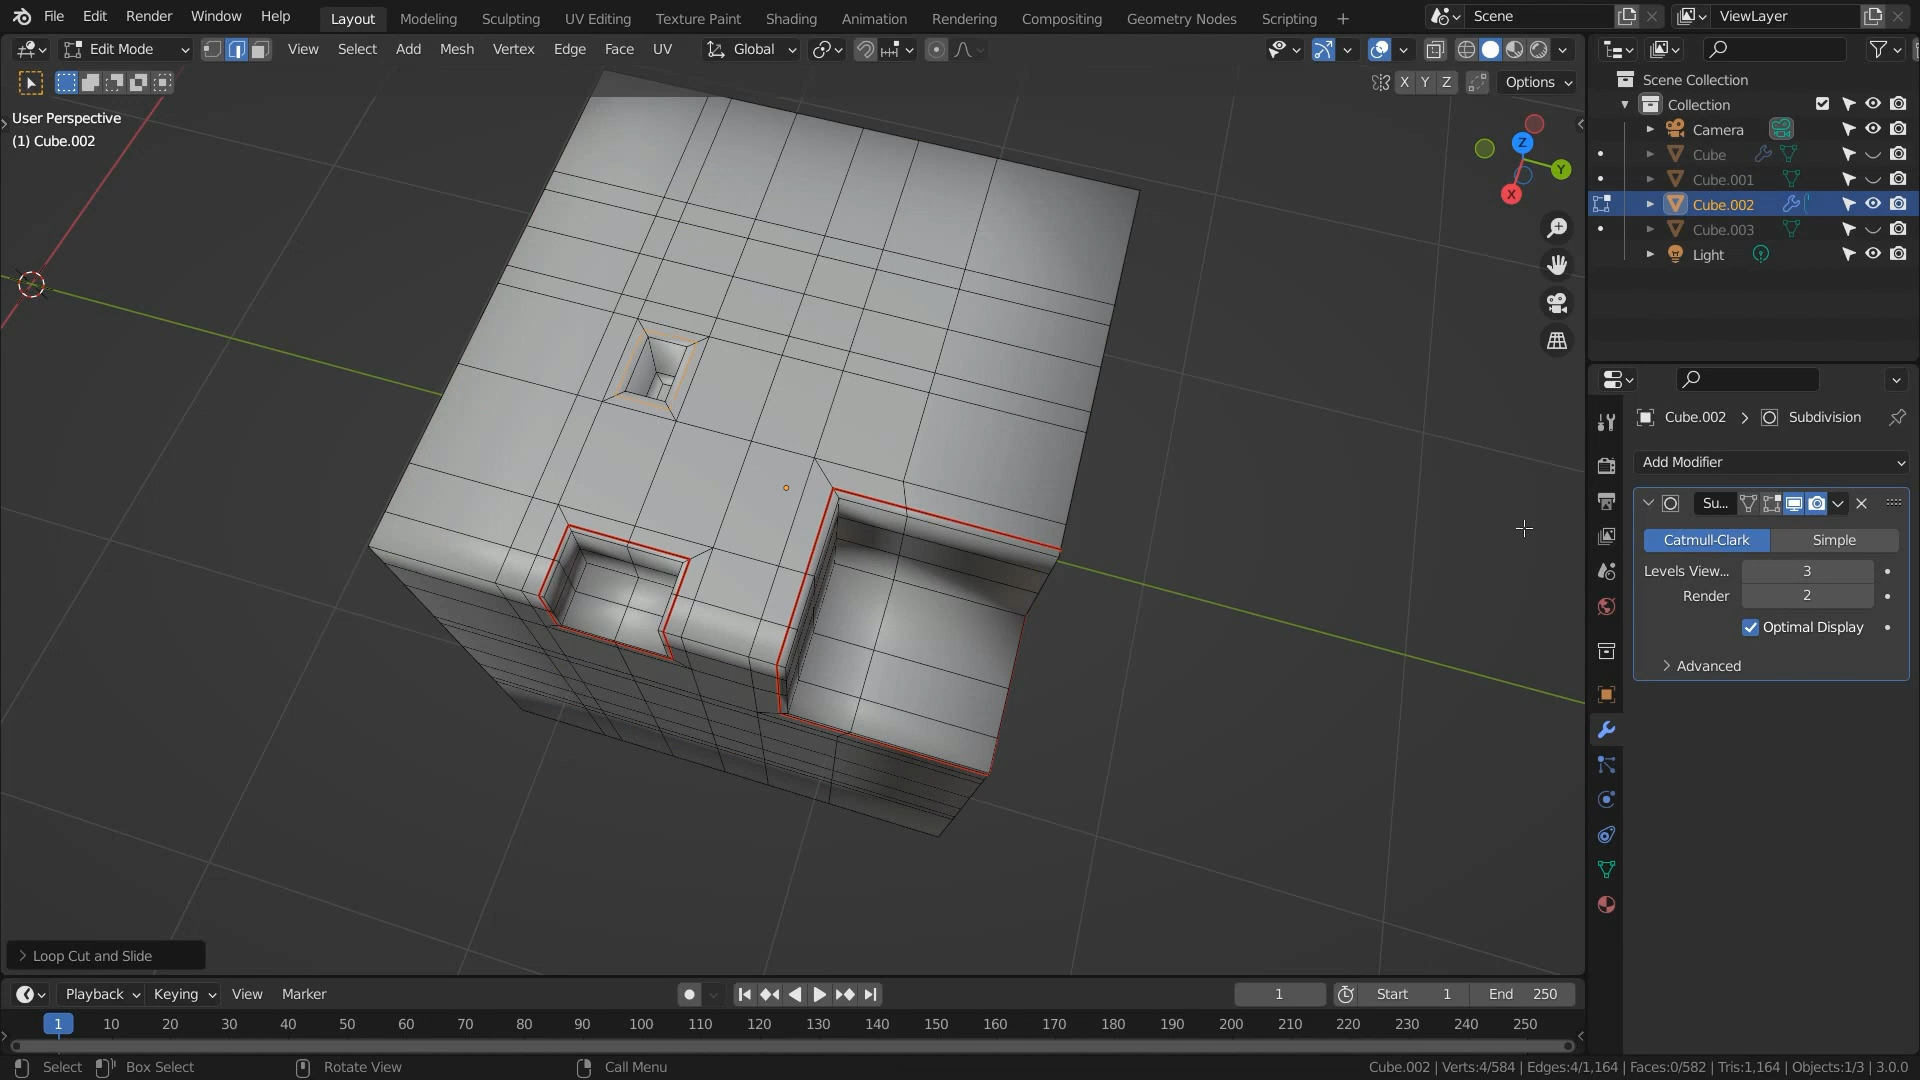 File Edit Render Window Help Layout Modeling Sculpting UV Editing Texture Paint Shading Animation Rendering Compositing Geometry Nodes Scripting + Scene ViewLayer
Edit Mode View Select Add Mesh Vertex Edge Face UV Global
X Y Z Options
User Perspective
(1) Cube.002
Z
Y
X
Scene Collection
Collection
Camera
Cube
Cube.001
Cube.002
Cube.003
Light
Cube.002 > Subdivision
Add Modifier
Su...
Catmull-Clark Simple
Levels View... 3
Render 2
Optimal Display
Advanced
Loop Cut and Slide
Playback Keying View Marker 1 Start 1 End 250
1 10 20 30 40 50 60 70 80 90 100 110 120 130 140 150 160 170 180 190 200 210 220 230 240 250
Select Box Select Rotate View Call Menu Cube.002 | Verts:4/584 | Edges:4/1,164 | Faces:0/582 | Tris:1,164 | Objects:1/3 | 3.0.0